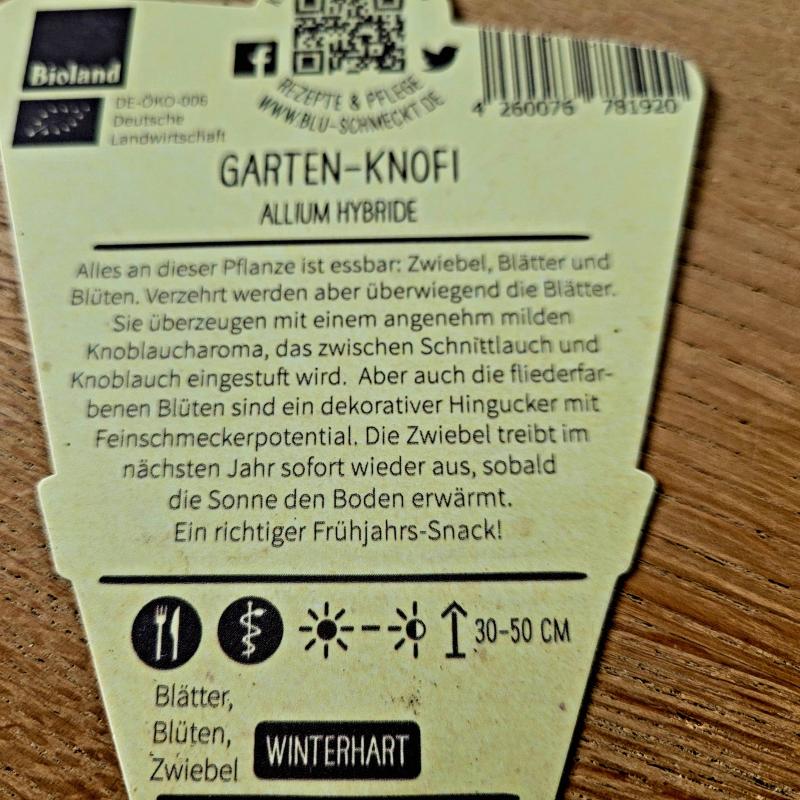 Bioland
DE-ÖKO-006
Deutsche
Landwirtschaft
REZEPTE & PFLEGE
WWW.BLU-SCHMECKT.DE
4 260076 781920
GARTEN-KNOFI
ALLIUM HYBRIDE
Alles an dieser Pflanze ist essbar: Zwiebel, Blätter und
Blüten. Verzehrt werden aber überwiegend die Blätter.
Sie überzeugen mit einem angenehm milden
Knoblaucharoma, das zwischen Schnittlauch und
Knoblauch eingestuft wird. Aber auch die fliederfar-
benen Blüten sind ein dekorativer Hingucker mit
Feinschmeckerpotential. Die Zwiebel treibt im
nächsten Jahr sofort wieder aus, sobald
die Sonne den Boden erwärmt.
Ein richtiger Frühjahrs-Snack!
30-50 CM
Blätter,
Blüten,
Zwiebel
WINTERHART